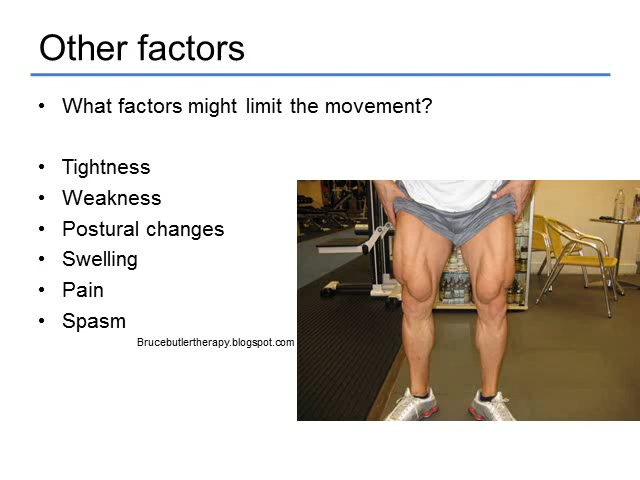 Other factors
• What factors might limit the movement?
• Tightness
• Weakness
• Postural changes
• Swelling
• Pain
• Spasm
Brucebutlertherapy.blogspot.com